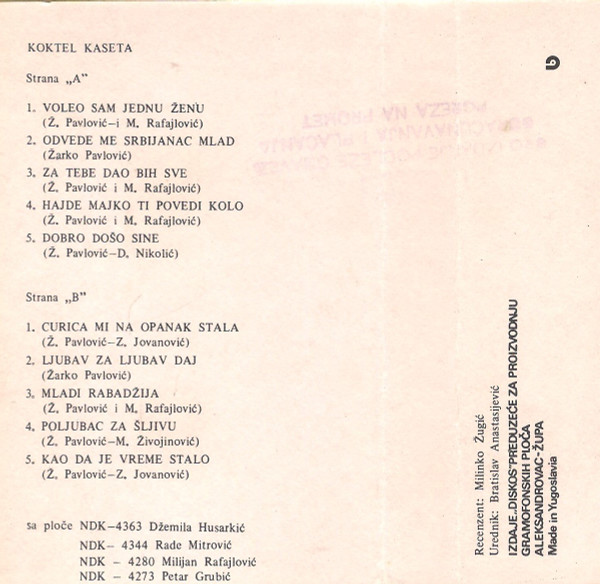 KOKTEL KASETA
Strana „A”
1. VOLEO SAM JEDNU ŽENU
(Ž. Pavlović—i M. Rafajlović)
2. ODVEDE ME SRBIJANAC MLAD
(Žarko Pavlović)
3. ZA TEBE DAO BIH SVE
(Ž. Pavlović i M. Rafajlović)
4. HAJDE MAJKO TI POVEDI KOLO
(Ž. Pavlović i M. Rafajlović)
5. DOBRO DOŠO SINE
(Ž. Pavlović—D. Nikolić)
Strana „B”
1. CURICA MI NA OPANAK STALA
(Ž. Pavlović—Z. Jovanović)
2. LJUBAV ZA LJUBAV DAJ
(Žarko Pavlović)
3. MLADI RABADŽIJA
(Ž. Pavlović i M. Rafajlović)
4. POLJUBAC ZA ŠLJIVU
(Ž. Pavlović—M. Živojinović)
5. KAO DA JE VREME STALO
(Ž. Pavlović—Z. Jovanović)
sa ploče NDK—4363 Džemila Husarkić
NDK— 4344 Rade Mitrović
NDK — 4280 Milijan Rafajlović
NDK — 4273 Petar Grubić
POREZA NA PROMET
Recenzent: Milinko Žugić
Urednik: Bratislav Anastasijević
IZDAJE„DISKOS”PREDUZEĆE ZA PROIZVODNJU
GRAMOFONSKIH PLOČA
ALEKSANDROVAC-ŽUPA
Made in Yugoslavia